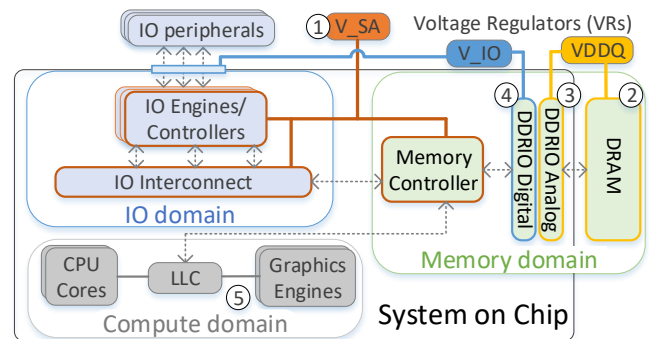 IO peripherals
1
V_SA
Voltage Regulators (VRs)
V_IO
VDDQ
IO Engines/
Controllers
IO Interconnect
IO domain
Memory
Controller
4
DDRIO Digital
3
DDRIO Analog
2
DRAM
Memory domain
CPU
Cores
LLC
5
Graphics
Engines
Compute domain
System on Chip